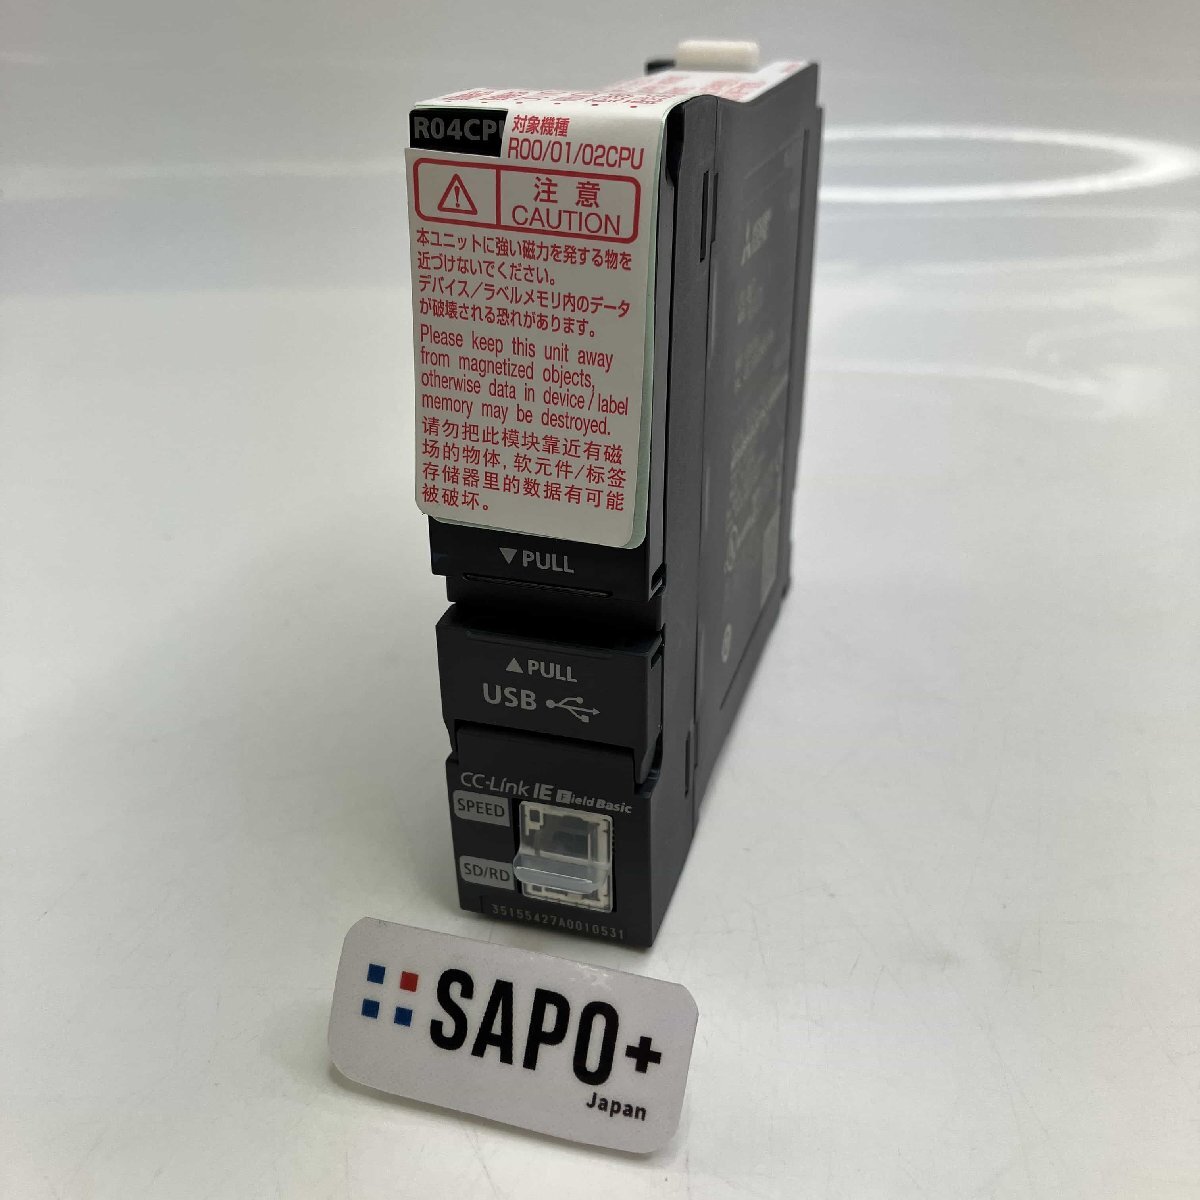 R04CPU
対象機種
R00/01/02CPU
注意
CAUTION
本ユニットに強い磁力を発する物を
近づけないでください。
デバイス/ラベルメモリ内のデータ
が破壊される恐れがあります。
Please keep this unit away
from magnetized objects,
otherwise data in device/label
memory may be destroyed.
请勿把此模块靠近有磁
场的物体,软元件/标签
存储器里的数据有可能
被破坏。
▼PULL
▲PULL
USB
CC-Link IE Field Basic
SPEED
SD/RD
35155427A0010531
SAPO+
Japan